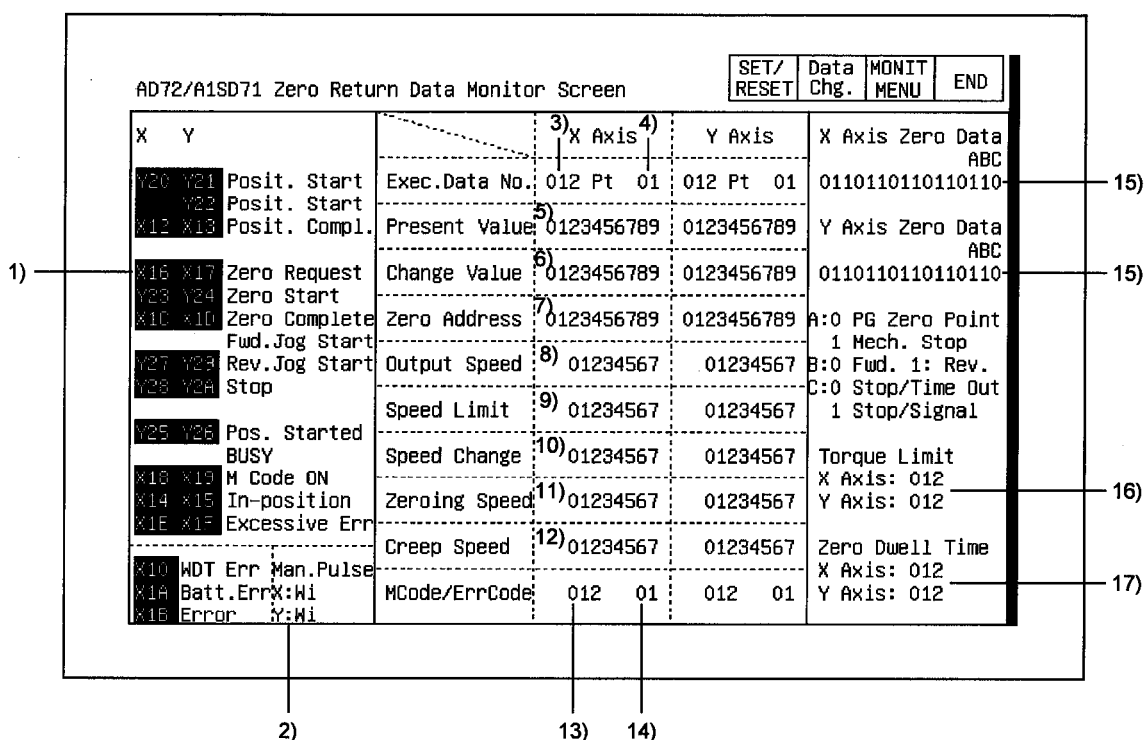 AD72/A1SD71 Zero Return Data Monitor Screen
SET/ RESET
Data Chg.
MONIT MENU
END
X Y
Y20 Y21 Posit. Start
Y22 Posit. Start
X12 X13 Posit. Compl.
X16 X17 Zero Request
Y23 Y24 Zero Start
X1C X1D Zero Complete
Fwd.Jog Start
Y27 Y29 Rev.Jog Start
Y28 Y2A Stop
Y25 Y26 Pos. Started
BUSY
X18 X19 M Code ON
X14 X15 In-position
X1E X1F Excessive Err
X10 WDT Err Man.Pulse
X1A Batt.Err X:Wi
X1B Error Y:Wi
3) X Axis 4) Y Axis
Exec.Data No. 012 Pt 01 012 Pt 01
5)
Present Value 0123456789 0123456789
6)
Change Value 0123456789 0123456789
7)
Zero Address 0123456789 0123456789
Output Speed 8) 01234567 01234567
Speed Limit 9) 01234567 01234567
Speed Change 10) 01234567 01234567
Zeroing Speed 11) 01234567 01234567
Creep Speed 12) 01234567 01234567
MCode/ErrCode 012 01 012 01
X Axis Zero Data
ABC
0110110110110110
15)
Y Axis Zero Data
ABC
0110110110110110
15)
A:0 PG Zero Point
1 Mech. Stop
B:0 Fwd. 1: Rev.
C:0 Stop/Time Out
1 Stop/Signal
Torque Limit
X Axis: 012
Y Axis: 012
16)
Zero Dwell Time
X Axis: 012
Y Axis: 012
17)
1)
2)
13)
14)